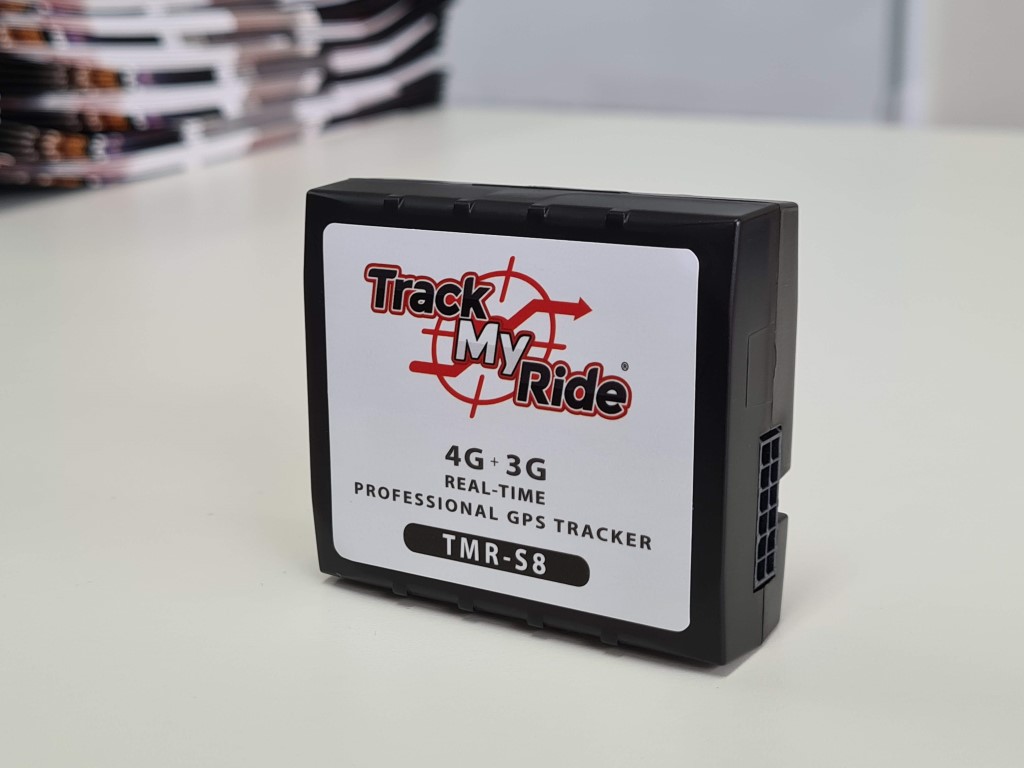 Track
My
Ride®
4G + 3G
REAL-TIME
PROFESSIONAL GPS TRACKER
TMR-S8